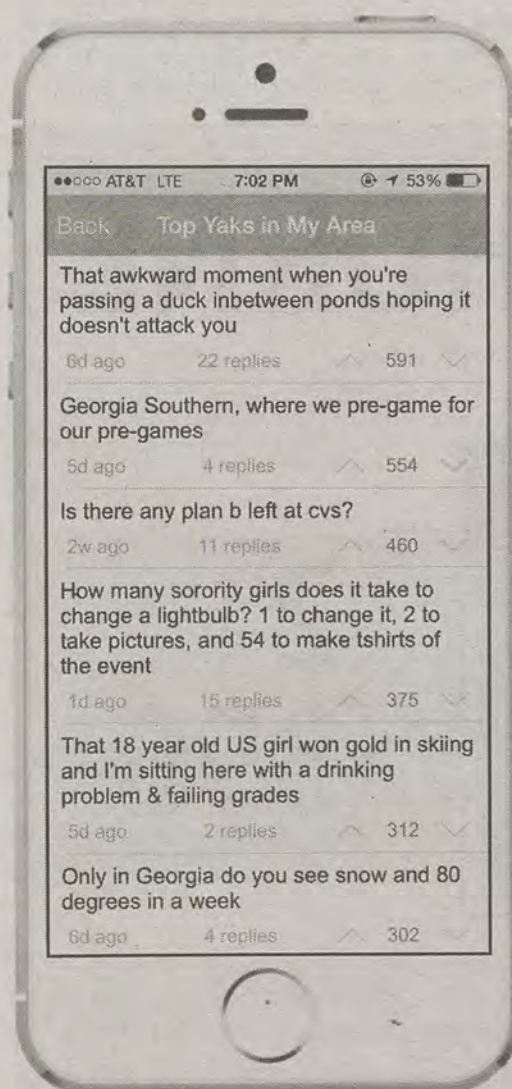 ●●○○○ AT&T LTE 7:02 PM 53%
Back Top Yaks in My Area
That awkward moment when you're
passing a duck inbetween ponds hoping it
doesn't attack you
6d ago 22 replies 591
Georgia Southern, where we pre-game for
our pre-games
5d ago 4 replies 554
Is there any plan b left at cvs?
2w ago 11 replies 460
How many sorority girls does it take to
change a lightbulb? 1 to change it, 2 to
take pictures, and 54 to make tshirts of
the event
1d ago 15 replies 375
That 18 year old US girl won gold in skiing
and I'm sitting here with a drinking
problem & failing grades
5d ago 2 replies 312
Only in Georgia do you see snow and 80
degrees in a week
6d ago 4 replies 302